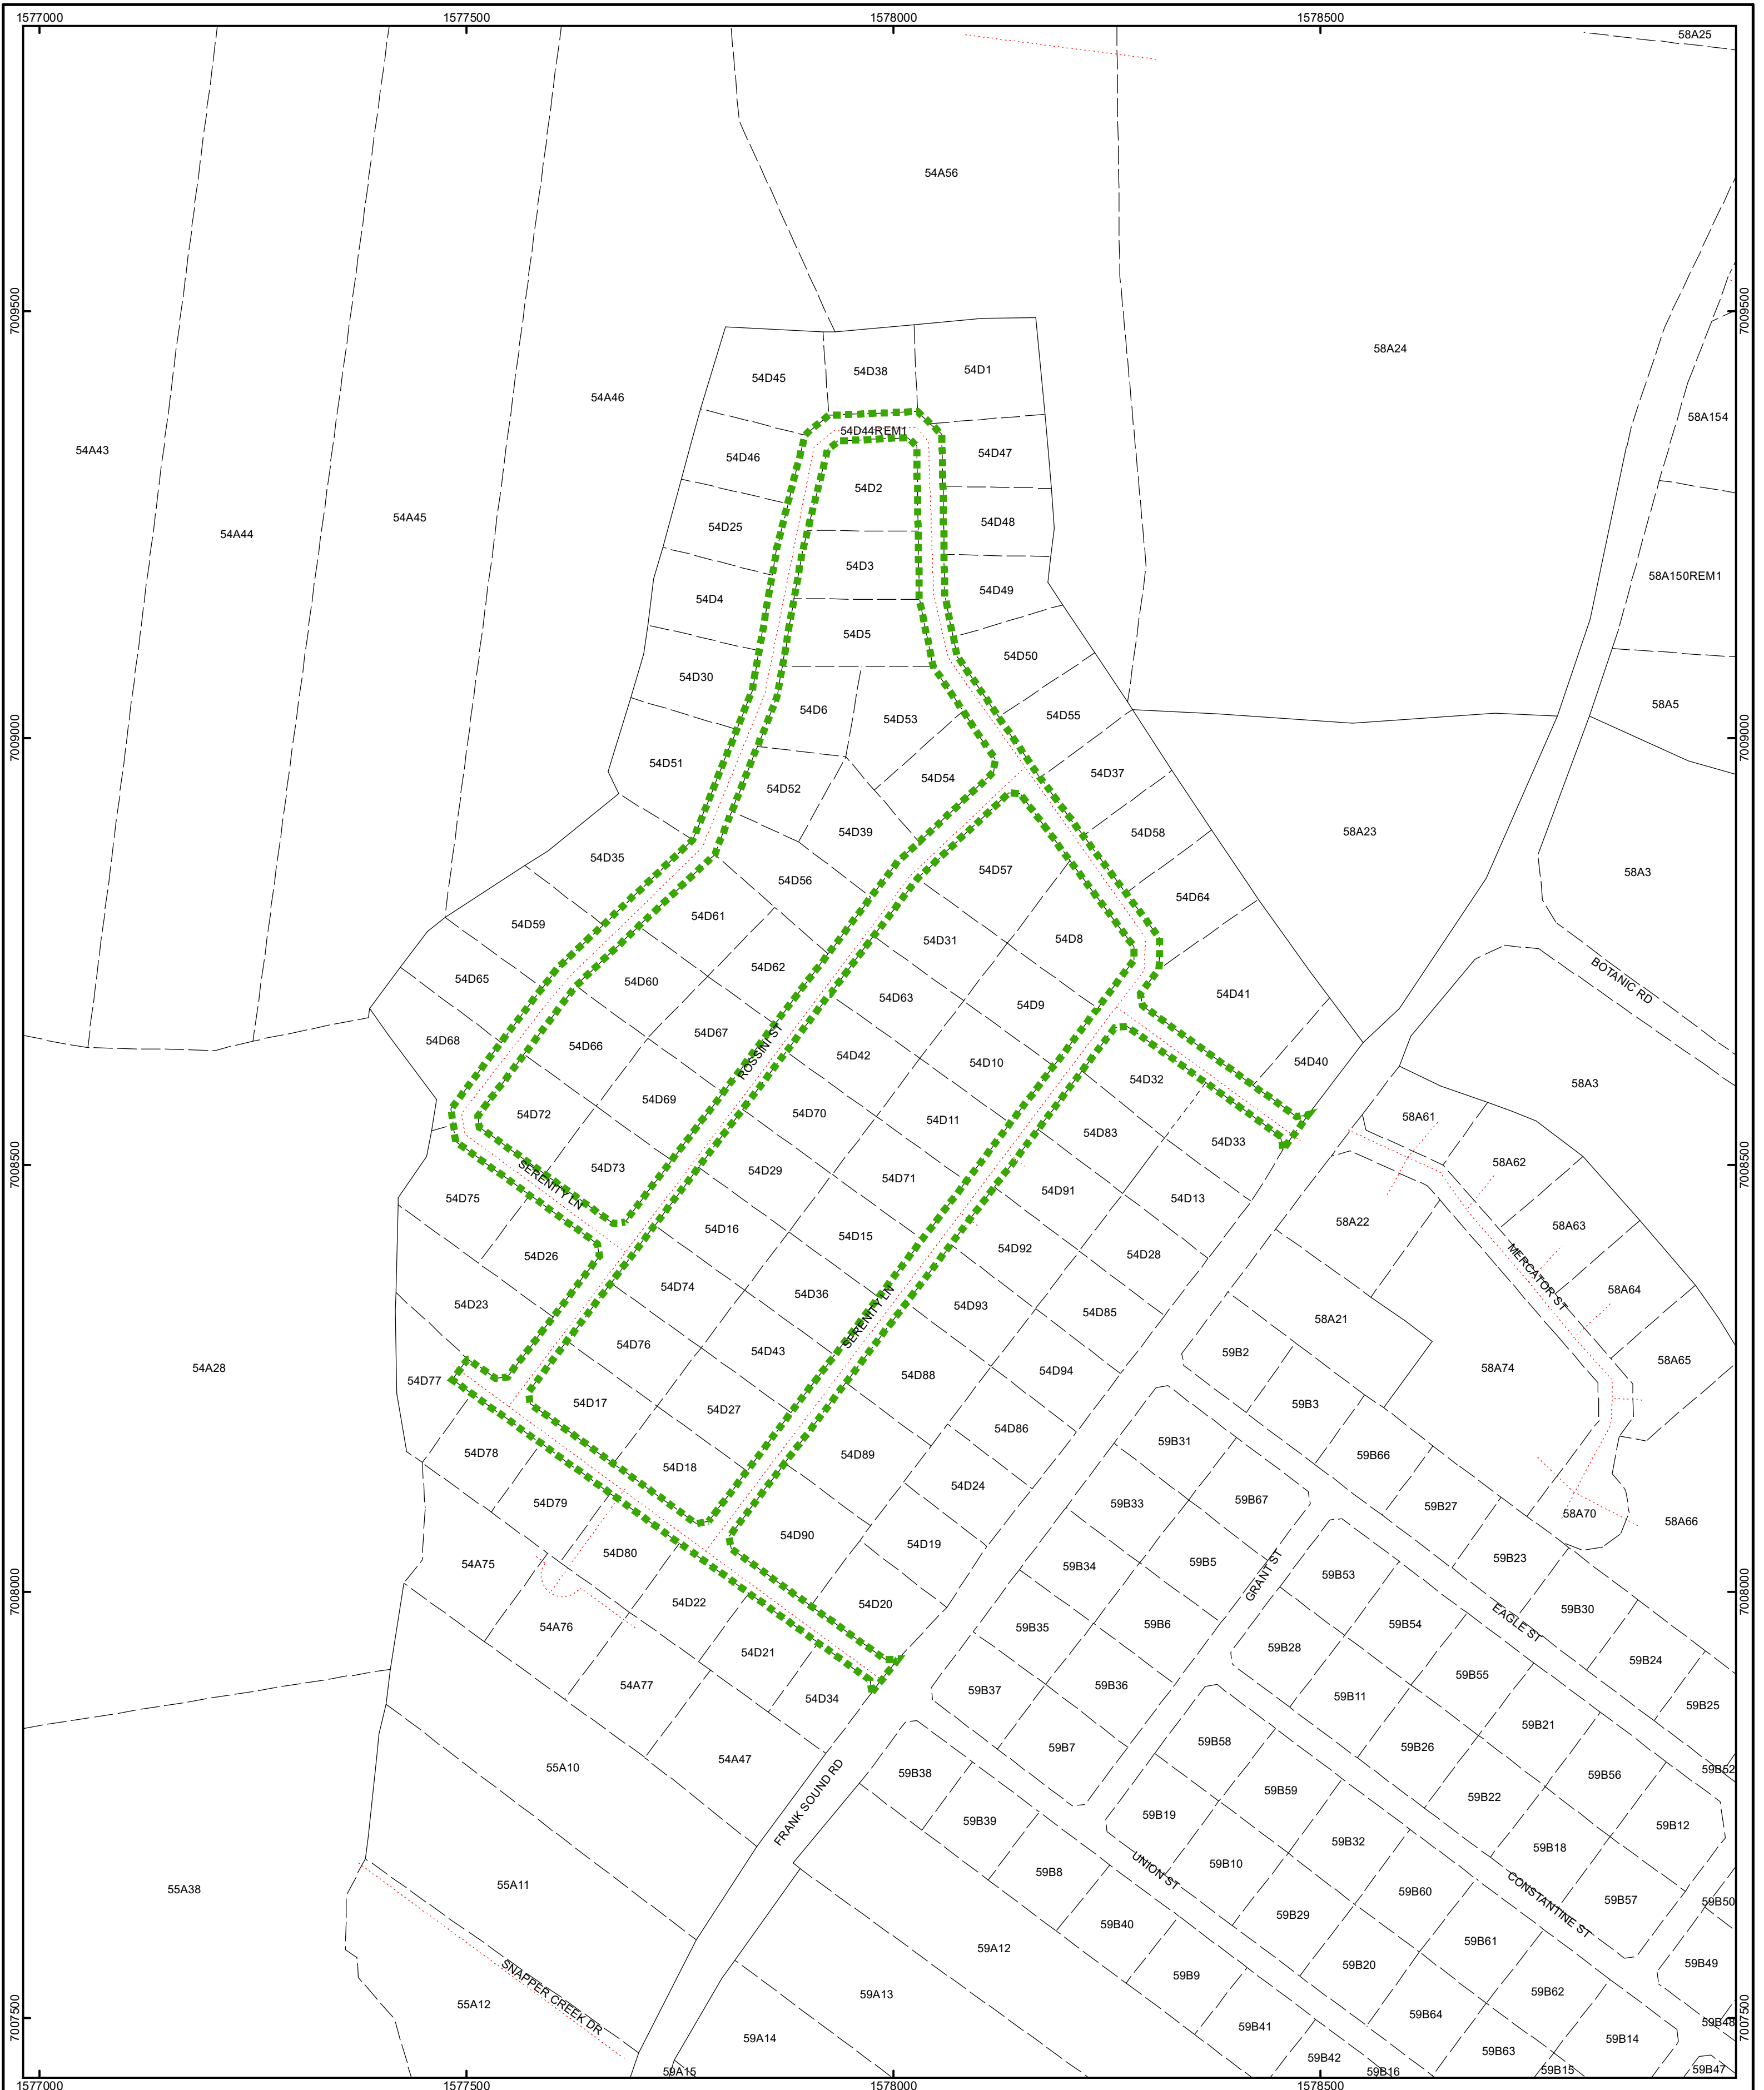 1577000
1577500
1578000
1578500
58A25
54A56
7009500
7009500
58A24
54D1
54D38
54D45
54A46
58A154
54D44REM1
54A43
54D47
54D46
54D2
54A45
54D48
54D25
54A44
54D3
58A150REM1
54D49
54D4
54D5
54D50
54D30
58A5
54D6
54D55
54D53
7009000
7009000
54D51
54D37
54D54
54D52
54D39
54D58
58A23
54D35
54D57
58A3
54D56
54D64
54D61
54D59
54D31
54D8
54D62
54D65
BOTANIC RD
54D60
54D41
54D63
54D9
54D67
54D68
ROSSINI ST
54D66
54D42
54D10
54D40
54D32
58A3
54D69
54D72
54D70
58A61
54D11
54D83
54D33
7008500
7008500
58A62
54D73
54D29
54D71
SERENITY LN
54D91
54D75
54D13
58A22
58A63
54D16
54D15
54D92
54D26
54D28
MERCATOR ST
54D74
58A64
54D36
54D23
54D93
54D85
SERENITY LN
58A21
54D76
54D43
59B2
58A65
54A28
58A74
54D94
54D88
54D77
54D17
54D27
59B3
54D86
59B31
54D78
54D89
59B66
54D18
54D24
59B67
54D79
59B33
59B27
58A70
58A66
54D90
54D19
54D80
59B23
54A75
59B5
59B34
GRANT ST
59B53
7008000
7008000
54D22
54D20
59B30
EAGLE ST
54A76
59B35
59B6
59B54
59B28
54D21
59B24
59B55
54A77
54D34
59B37
59B36
59B11
59B25
59B21
59B58
59B7
59B26
54A47
55A10
59B52
59B38
59B56
FRANK SOUND RD
59B59
59B22
59B19
59B39
59B12
59B32
59B18
59B10
UNION ST
59B8
55A11
55A38
59B60
59B57
59B50
CONSTANTINE ST
59B29
59B40
59B61
59A12
59B49
59B20
59B9
59B62
59A13
SNAPPER CREEK DR
55A12
59B64
7007500
7007500
59B48
59B41
59B14
59A14
59B63
59B42
59B47
59A15
59B16
59B15
1577000
1577500
1578000
1578500